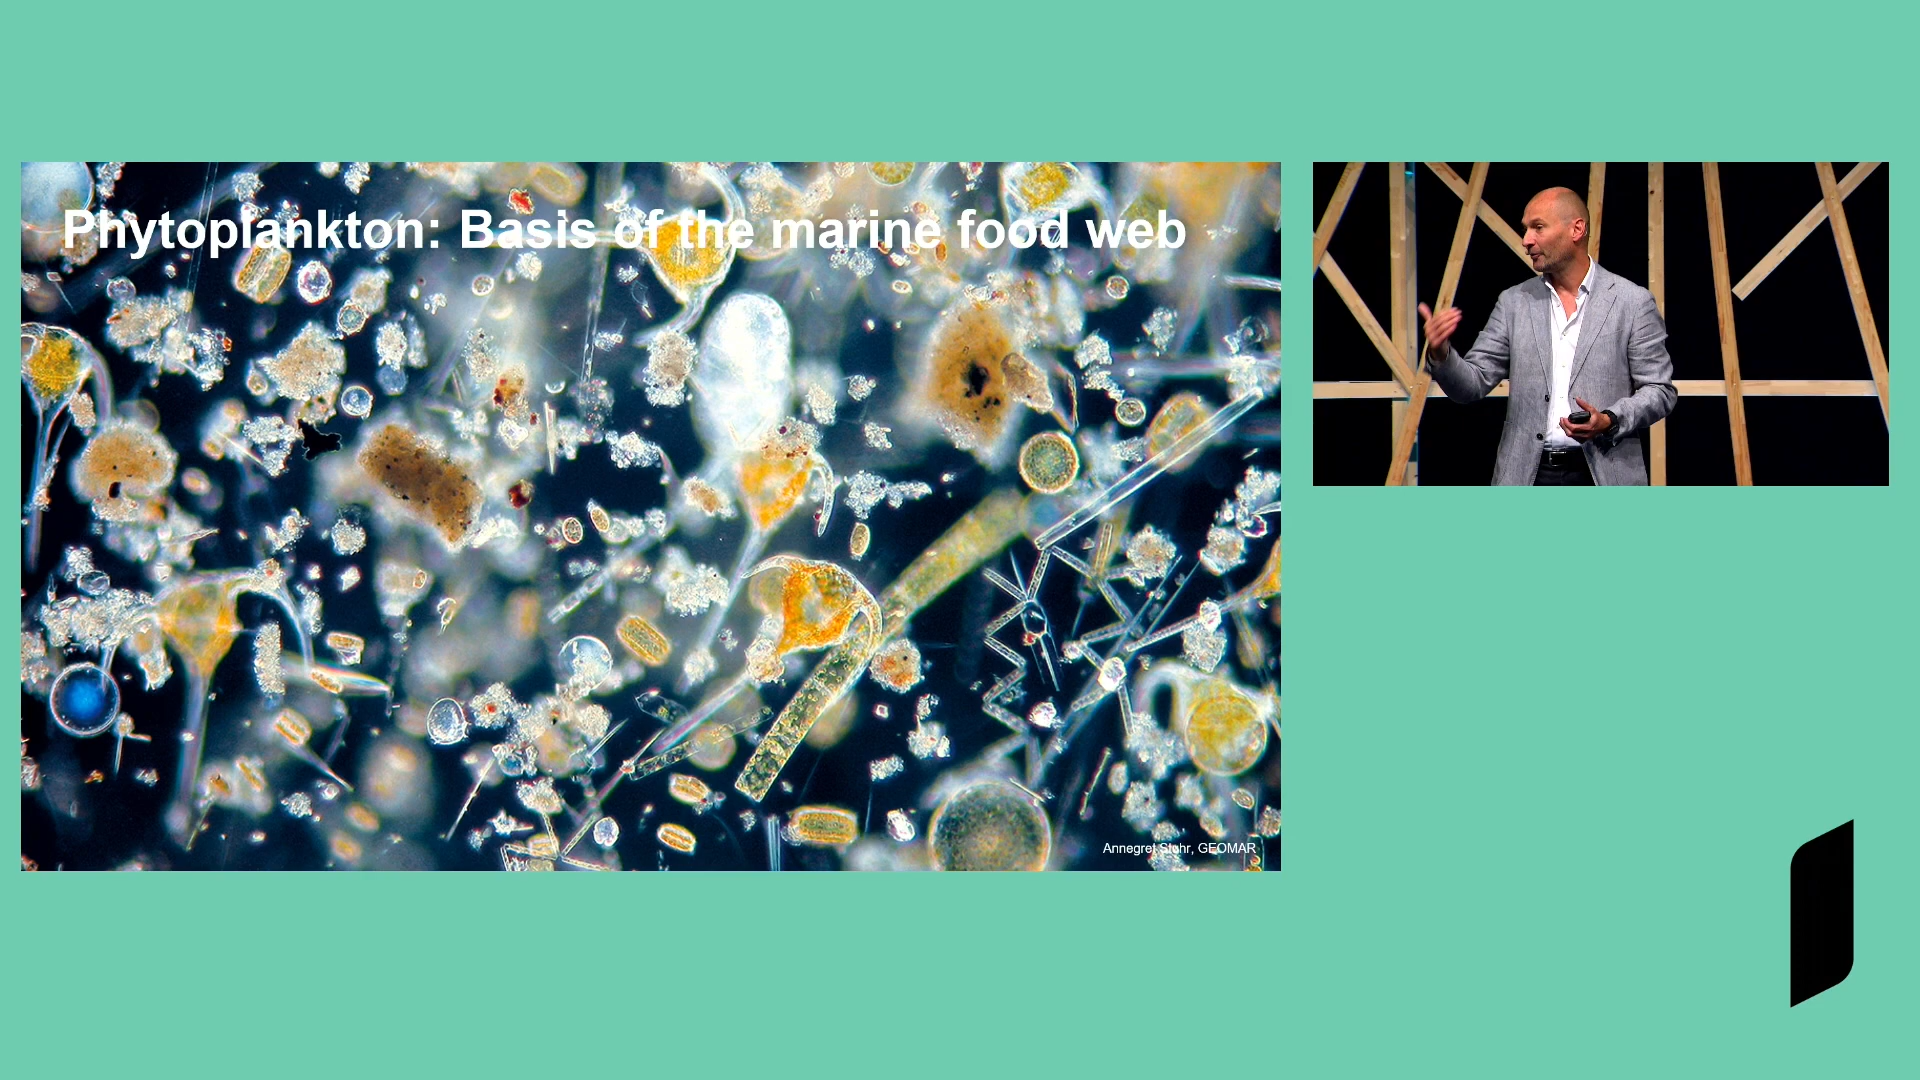 Phytoplankton: Basis of the marine food web
Annegret Stuhr, GEOMAR